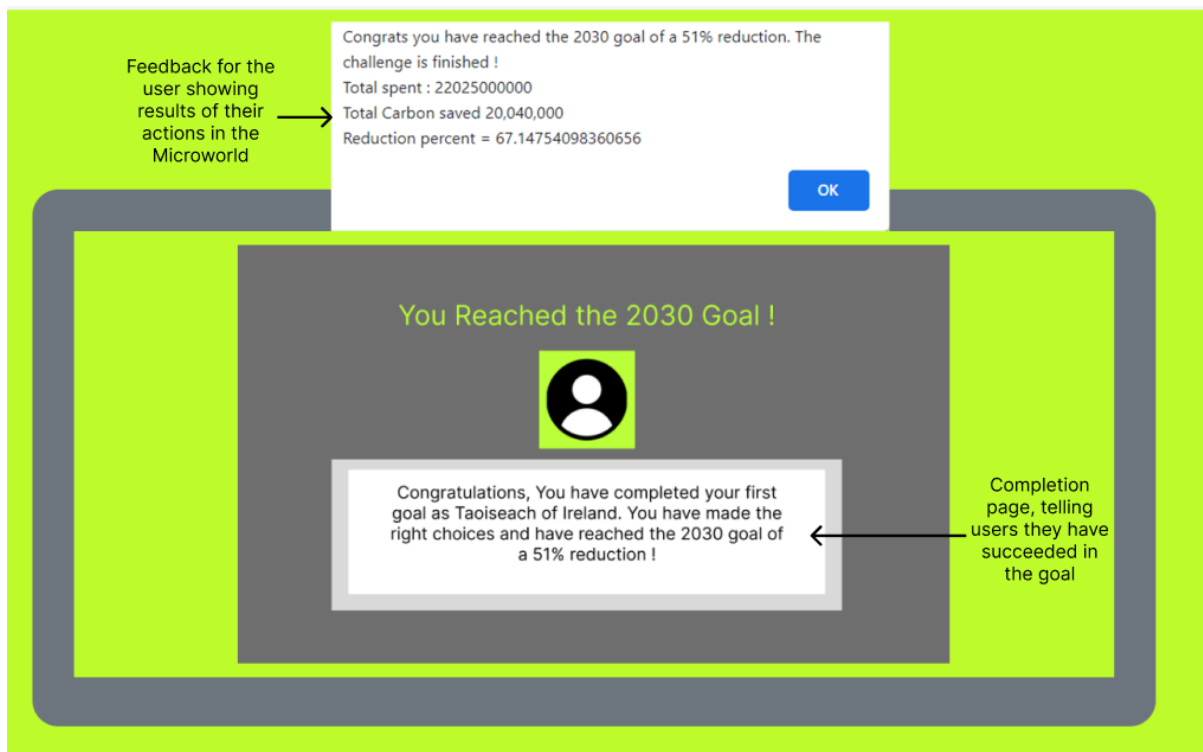 Congrats you have reached the 2030 goal of a 51% reduction. The
challenge is finished !
Total spent : 22025000000
Total Carbon saved 20,040,000
Reduction percent = 67.14754098360656
OK
Feedback for the
user showing
results of their
actions in the
Microworld
You Reached the 2030 Goal !
Congratulations, You have completed your first
goal as Taoiseach of Ireland. You have made the
right choices and have reached the 2030 goal of
a 51% reduction !
Completion
page, telling
users they have
succeeded in
the goal